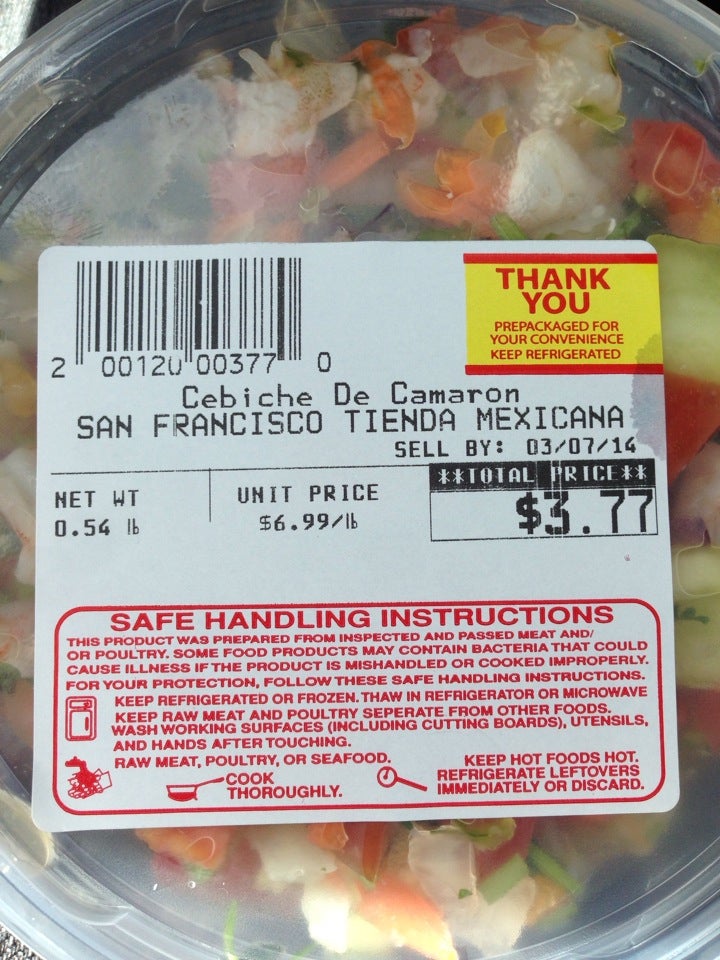 2 00120 00377 0
THANK
YOU
PREPACKAGED FOR
YOUR CONVENIENCE
KEEP REFRIGERATED
Cebiche De Camaron
SAN FRANCISCO TIENDA MEXICANA
SELL BY: 03/07/14
NET WT
0.54 lb
UNIT PRICE
$6.99/lb
**TOTAL PRICE**
$3.77
SAFE HANDLING INSTRUCTIONS
THIS PRODUCT WAS PREPARED FROM INSPECTED AND PASSED MEAT AND/
OR POULTRY. SOME FOOD PRODUCTS MAY CONTAIN BACTERIA THAT COULD
CAUSE ILLNESS IF THE PRODUCT IS MISHANDLED OR COOKED IMPROPERLY.
FOR YOUR PROTECTION, FOLLOW THESE SAFE HANDLING INSTRUCTIONS.
KEEP REFRIGERATED OR FROZEN. THAW IN REFRIGERATOR OR MICROWAVE
KEEP RAW MEAT AND POULTRY SEPERATE FROM OTHER FOODS.
WASH WORKING SURFACES (INCLUDING CUTTING BOARDS), UTENSILS,
AND HANDS AFTER TOUCHING.
RAW MEAT, POULTRY, OR SEAFOOD.
COOK
THOROUGHLY.
KEEP HOT FOODS HOT.
REFRIGERATE LEFTOVERS
IMMEDIATELY OR DISCARD.